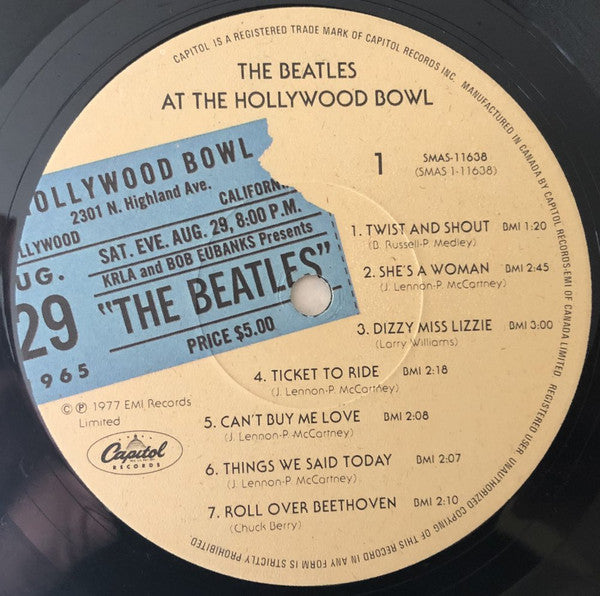 CAPITOL IS A REGISTERED TRADE MARK OF CAPITOL RECORDS INC. MANUFACTURED IN CANADA BY CAPITOL RECORDS-EMI OF CANADA LIMITED. REGISTERED USER. UNAUTHORIZED COPYING OF THIS RECORD IN ANY FORM IS STRICTLY PROHIBITED
THE BEATLES
AT THE HOLLYWOOD BOWL
1
SMAS-11638
(SMAS 1-11638)
OLLYWOOD BOWL
2301 N. Highland Ave.
LLYWOOD CALIFORNIA
SAT. EVE. AUG. 29, 8:00 P.M.
KRLA and BOB EUBANKS Presents
"THE BEATLES"
PRICE $5.00
UG.
29
1965
1. TWIST AND SHOUT BMI 1:20
(B. Russell-P. Medley)
2. SHE'S A WOMAN BMI 2:45
(J. Lennon-P. McCartney)
3. DIZZY MISS LIZZIE BMI 3:00
(Larry Williams)
4. TICKET TO RIDE BMI 2:18
(J. Lennon-P. McCartney)
5. CAN'T BUY ME LOVE BMI 2:08
(J. Lennon-P. McCartney)
6. THINGS WE SAID TODAY BMI 2:07
(J. Lennon-P. McCartney)
7. ROLL OVER BEETHOVEN BMI 2:10
(Chuck Berry)
© ℗ 1977 EMI Records
Limited
Capitol
RECORDS